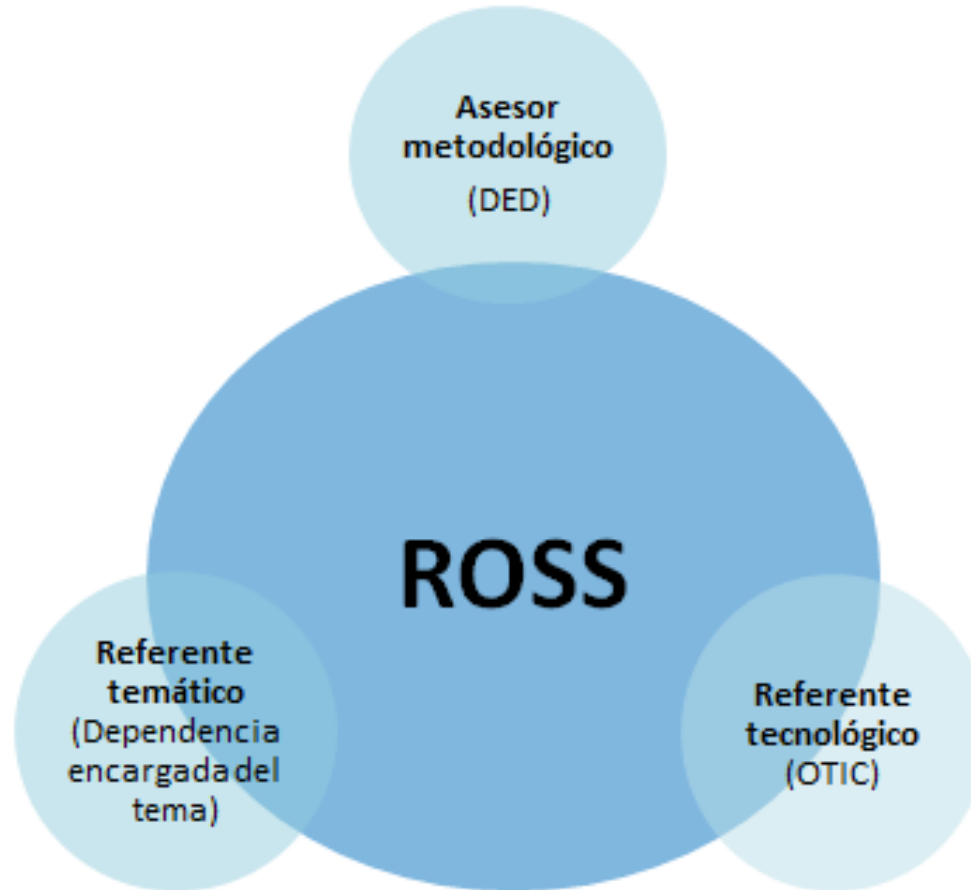 Asesor
metodológico
(DED)
ROSS
Referente
temático
(Dependencia
encargada del
tema)
Referente
tecnológico
(OTIC)